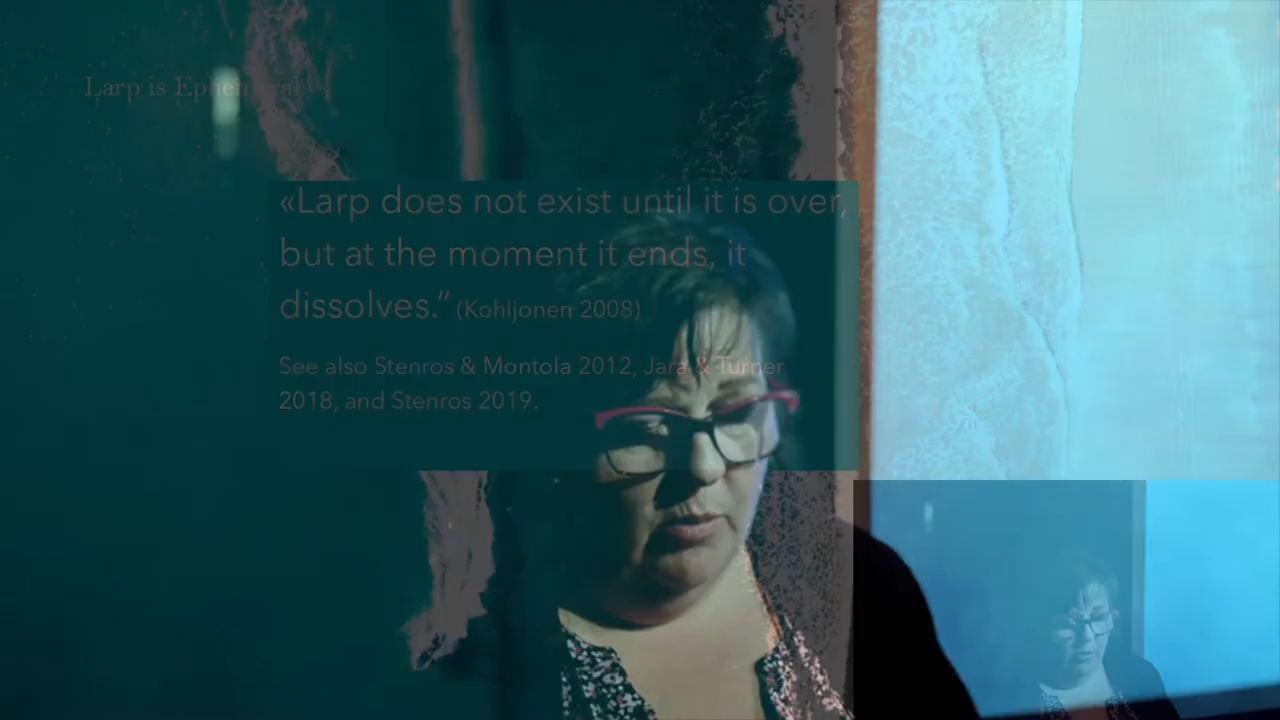 Larp is Ephemeral
«Larp does not exist until it is over,
but at the moment it ends, it
dissolves.” (Kohljonen 2008)
See also Stenros & Montola 2012, Jara & Turner
2018, and Stenros 2019.